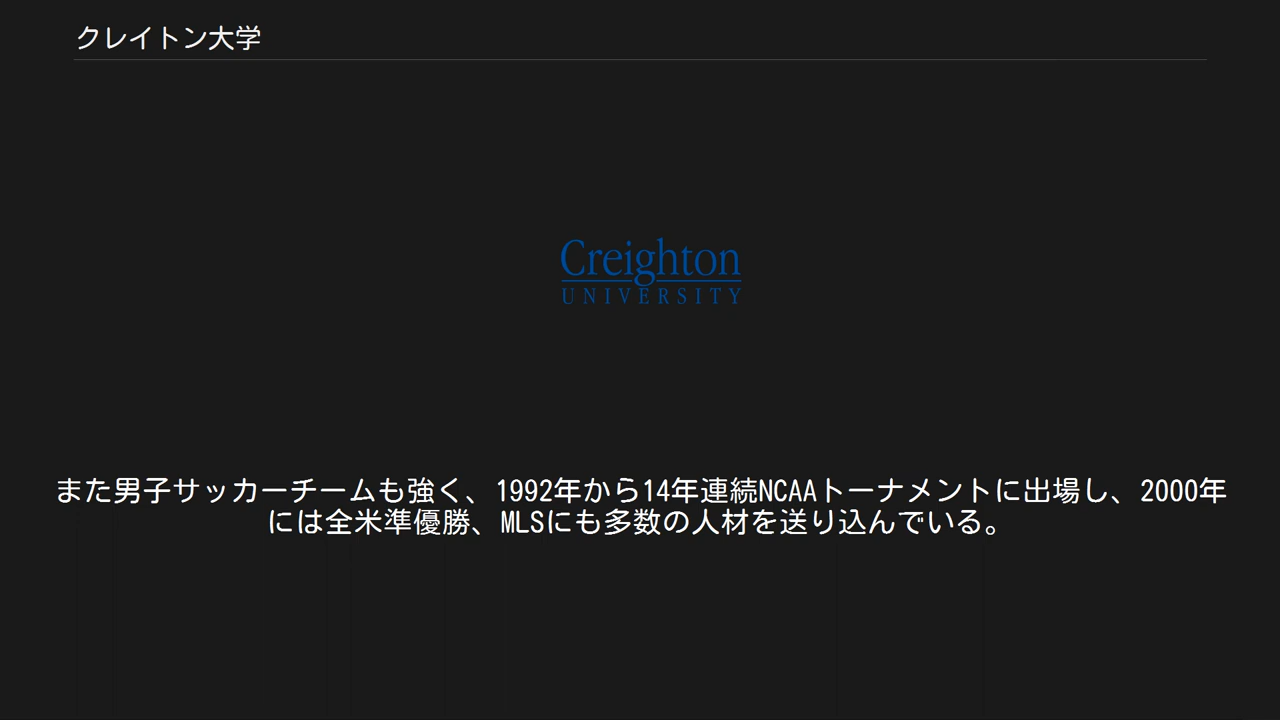 クレイトン大学
Creighton
UNIVERSITY
また男子サッカーチームも強く、1992年から14年連続NCAAトーナメントに出場し、2000年
には全米準優勝、MLSにも多数の人材を送り込んでいる。